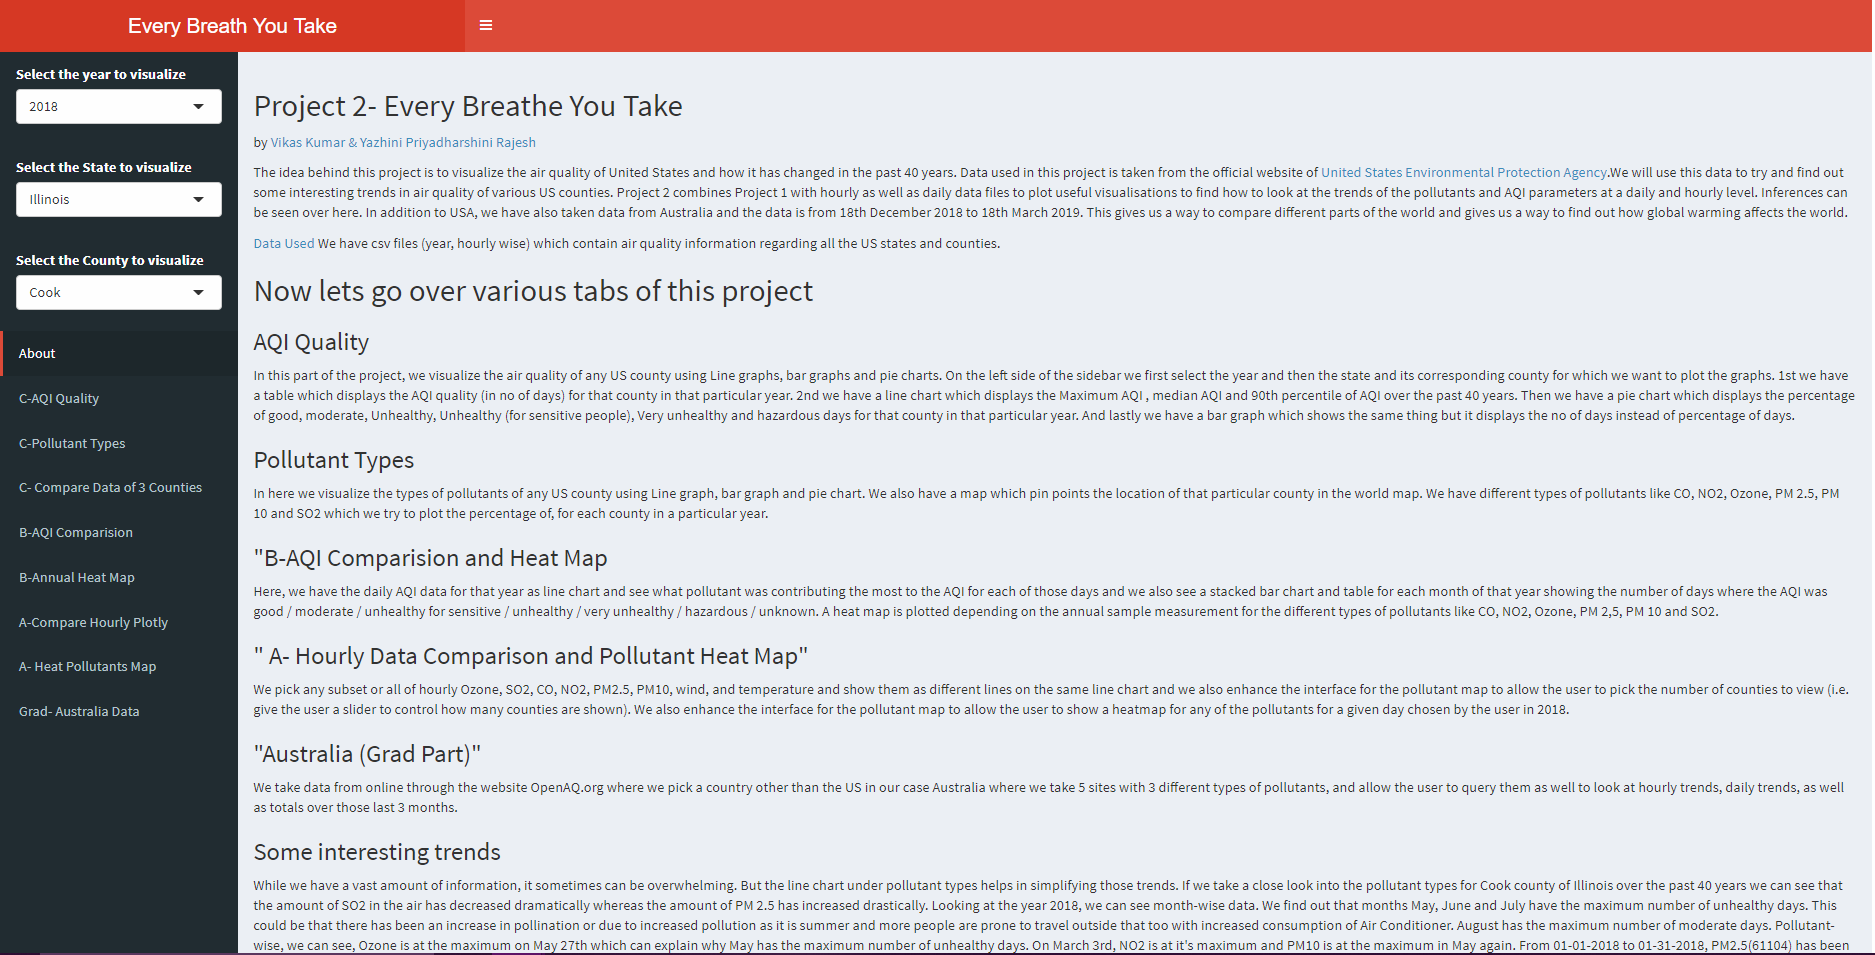 Every Breath You Take
Select the year to visualize
2018
Select the State to visualize
Illinois
Select the County to visualize
Cook
About
C-AQI Quality
C-Pollutant Types
C- Compare Data of 3 Counties
B-AQI Comparision
B-Annual Heat Map
A-Compare Hourly Plotly
A- Heat Pollutants Map
Grad- Australia Data
Project 2- Every Breathe You Take
by Vikas Kumar & Yazhini Priyadharshini Rajesh
The idea behind this project is to visualize the air quality of United States and how it has changed in the past 40 years. Data used in this project is taken from the official website of United States Environmental Protection Agency.We will use this data to try and find out
some interesting trends in air quality of various US counties. Project 2 combines Project 1 with hourly as well as daily data files to plot useful visualisations to find how to look at the trends of the pollutants and AQI parameters at a daily and hourly level. Inferences can
be seen over here. In addition to USA, we have also taken data from Australia and the data is from 18th December 2018 to 18th March 2019. This gives us a way to compare different parts of the world and gives us a way to find out how global warming affects the world.
Data Used We have csv files (year, hourly wise) which contain air quality information regarding all the US states and counties.
Now lets go over various tabs of this project
AQI Quality
In this part of the project, we visualize the air quality of any US county using Line graphs, bar graphs and pie charts. On the left side of the sidebar we first select the year and then the state and its corresponding county for which we want to plot the graphs. 1st we have
a table which displays the AQI quality (in no of days) for that county in that particular year. 2nd we have a line chart which displays the Maximum AQI , median AQI and 90th percentile of AQI over the past 40 years. Then we have a pie chart which displays the percentage
of good, moderate, Unhealthy, Unhealthy (for sensitive people), Very unhealthy and hazardous days for that county in that particular year. And lastly we have a bar graph which shows the same thing but it displays the no of days instead of percentage of days.
Pollutant Types
In here we visualize the types of pollutants of any US county using Line graph, bar graph and pie chart. We also have a map which pin points the location of that particular county in the world map. We have different types of pollutants like CO, NO2, Ozone, PM 2.5, PM
10 and SO2 which we try to plot the percentage of, for each county in a particular year.
"B-AQI Comparision and Heat Map
Here, we have the daily AQI data for that year as line chart and see what pollutant was contributing the most to the AQI for each of those days and we also see a stacked bar chart and table for each month of that year showing the number of days where the AQI was
good / moderate / unhealthy for sensitive / unhealthy / very unhealthy / hazardous / unknown. A heat map is plotted depending on the annual sample measurement for the different types of pollutants like CO, NO2, Ozone, PM 2,5, PM 10 and SO2.
" A- Hourly Data Comparison and Pollutant Heat Map"
We pick any subset or all of hourly Ozone, SO2, CO, NO2, PM2.5, PM10, wind, and temperature and show them as different lines on the same line chart and we also enhance the interface for the pollutant map to allow the user to pick the number of counties to view (i.e.
give the user a slider to control how many counties are shown). We also enhance the interface for the pollutant map to allow the user to show a heatmap for any of the pollutants for a given day chosen by the user in 2018.
"Australia (Grad Part)"
We take data from online through the website OpenAQ.org where we pick a country other than the US in our case Australia where we take 5 sites with 3 different types of pollutants, and allow the user to query them as well to look at hourly trends, daily trends, as well
as totals over those last 3 months.
Some interesting trends
While we have a vast amount of information, it sometimes can be overwhelming. But the line chart under pollutant types helps in simplifying those trends. If we take a close look into the pollutant types for Cook county of Illinois over the past 40 years we can see that
the amount of SO2 in the air has decreased dramatically whereas the amount of PM 2.5 has increased drastically. Looking at the year 2018, we can see month-wise data. We find out that months May, June and July have the maximum number of unhealthy days. This
could be that there has been an increase in pollination or due to increased pollution as it is summer and more people are prone to travel outside that too with increased consumption of Air Conditioner. August has the maximum number of moderate days. Pollutant-
wise, we can see, Ozone is at the maximum on May 27th which can explain why May has the maximum number of unhealthy days. On March 3rd, NO2 is at it's maximum and PM10 is at the maximum in May again. From 01-01-2018 to 01-31-2018, PM2.5(61104) has been